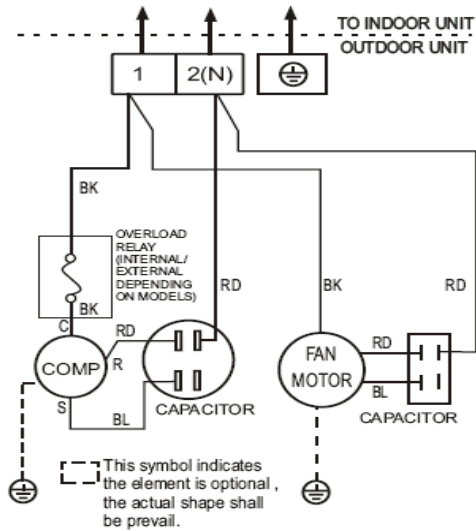 TO INDOOR UNIT
OUTDOOR UNIT
1
2(N)
BK
OVERLOAD
RELAY
(INTERNAL/
EXTERNAL
DEPENDING
ON MODELS)
RD
BK
RD
BK
C
RD
R
COMP
S
BL
CAPACITOR
FAN
MOTOR
RD
BL
CAPACITOR
This symbol indicates
the element is optional ,
the actual shape shall
be prevail.